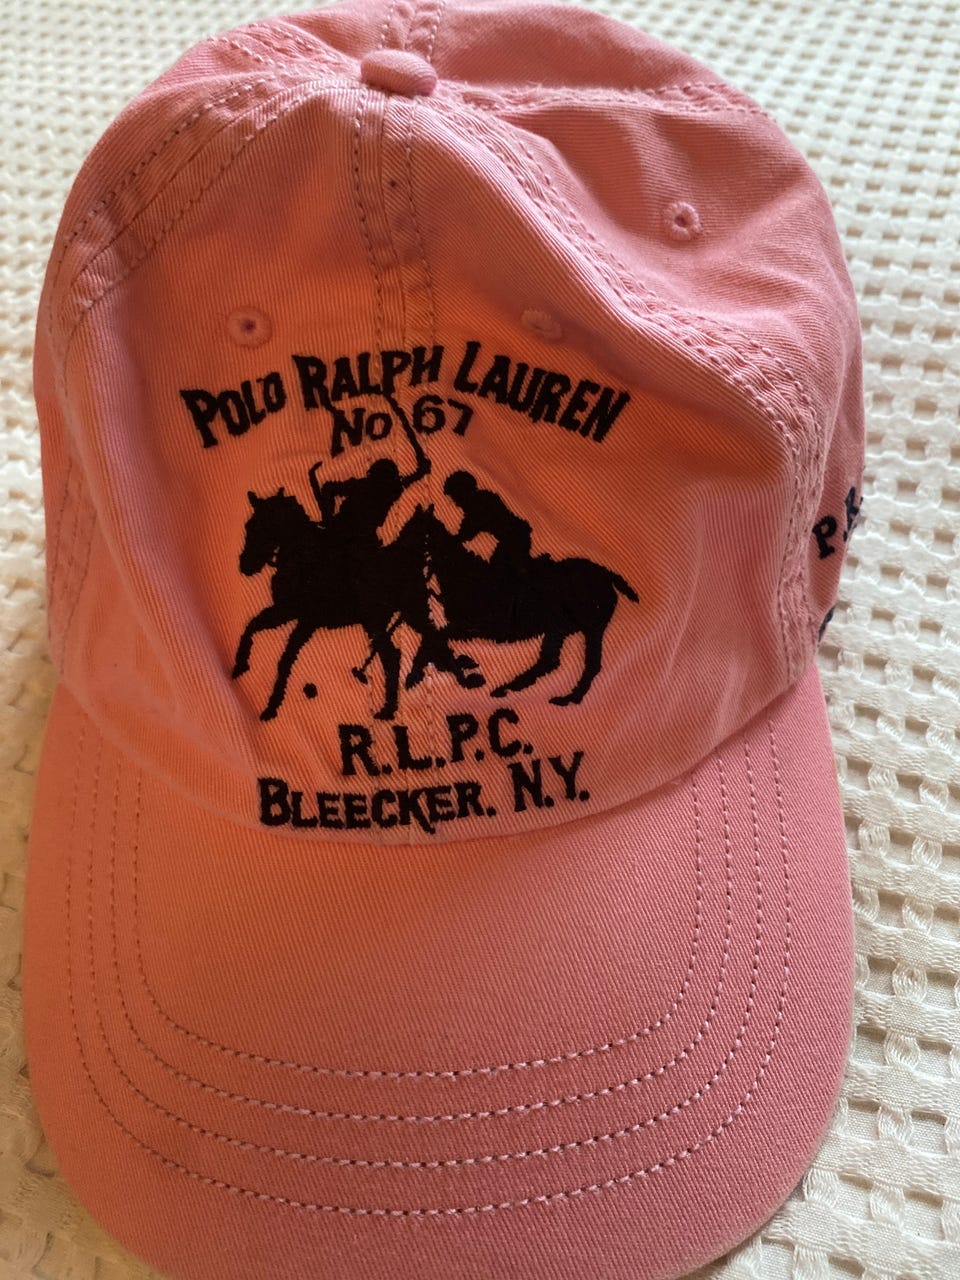 POLO RALPH LAUREN
No 67
R.L.P.C.
BLEECKER. N.Y.
P.R.